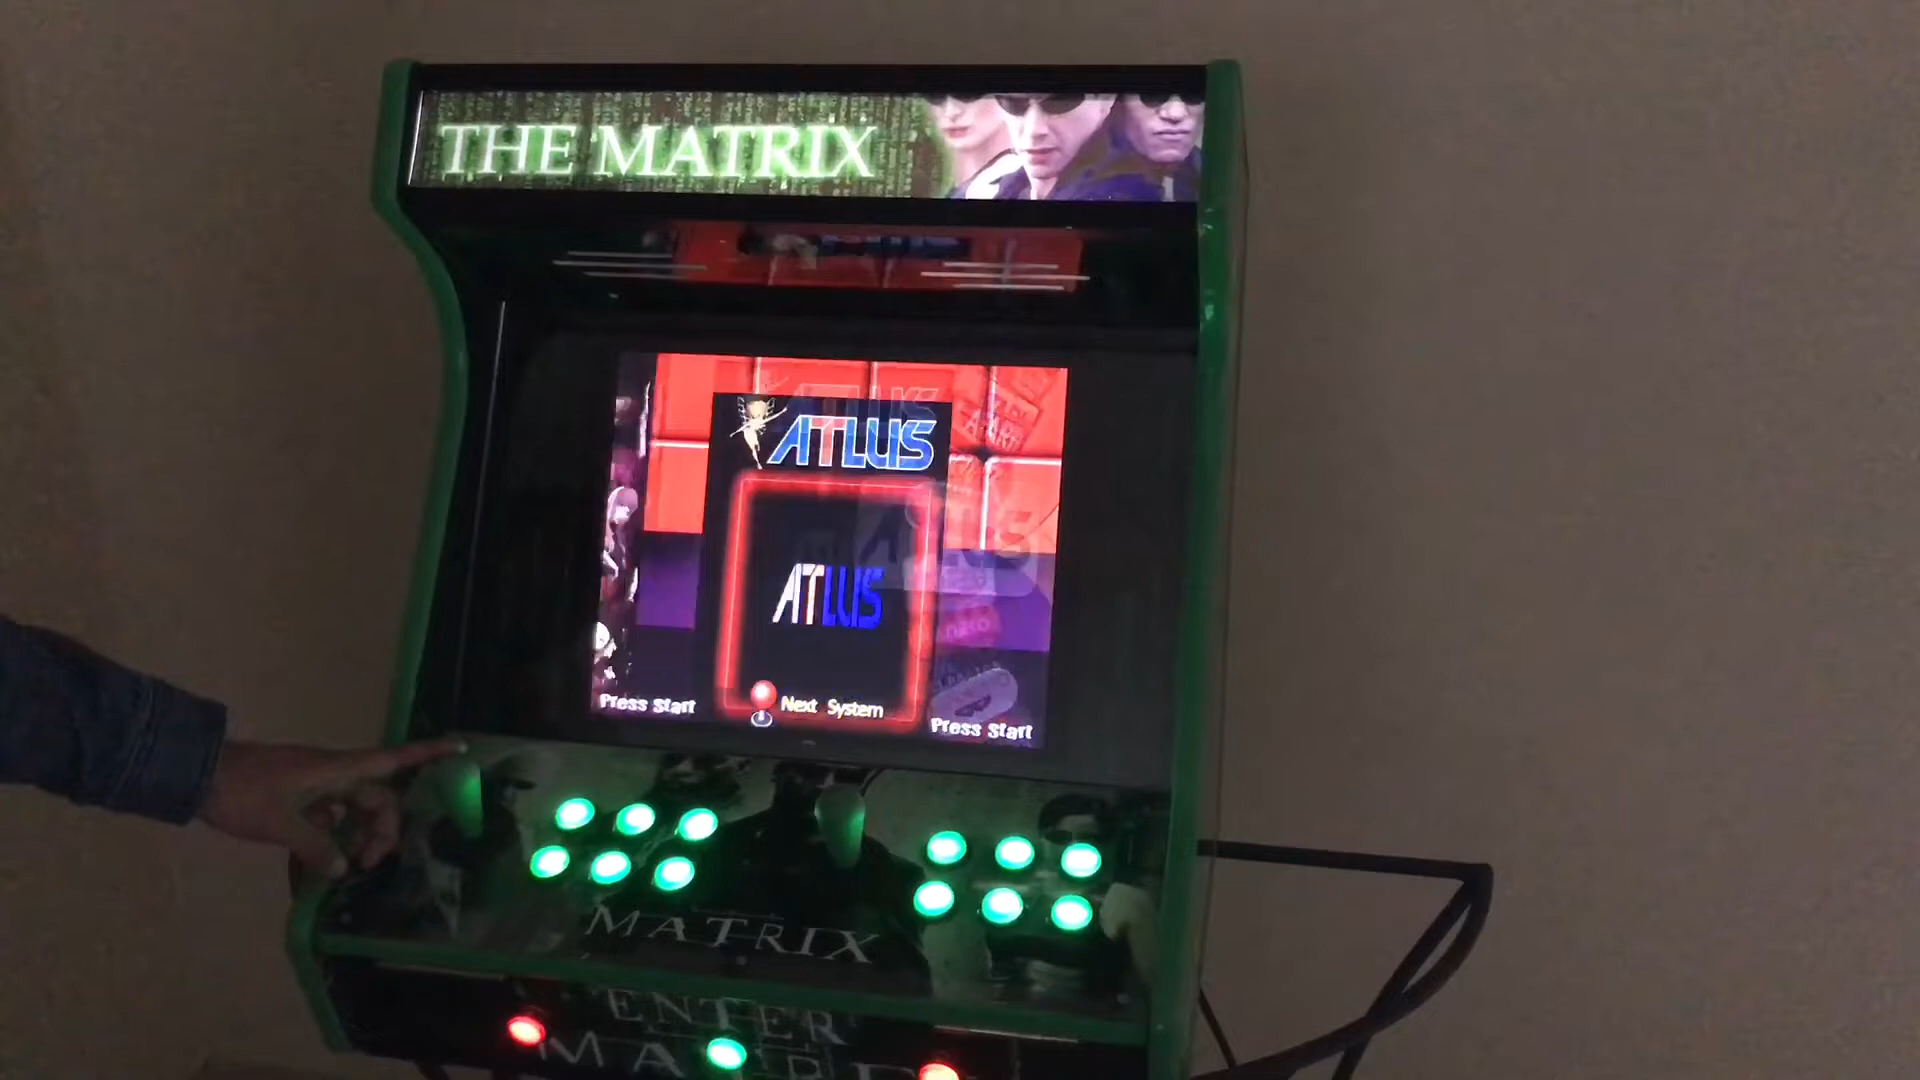 THE MATRIX
ATLUS
ATLUS
Next System
Press Start
Press Start
MATRIX
ENTER